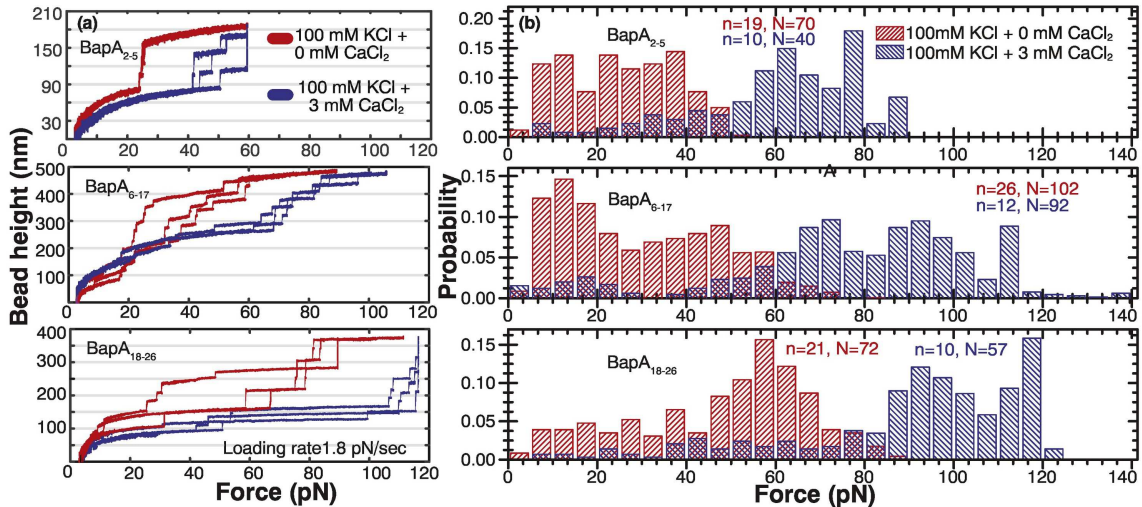 (a)
BapA2-5
100 mM KCl +
0 mM CaCl2
100 mM KCl +
3 mM CaCl2
210
150
90
30
0 20 40 60 80 100 120
Bead height (nm)
BapA6-17
500
400
300
200
100
0 20 40 60 80 100 120
BapA18-26
400
300
200
100
Loading rate1.8 pN/sec
0 20 40 60 80 100 120
Force (pN)
(b)
BapA2-5
n=19, N=70
n=10, N=40
100mM KCl + 0 mM CaCl2
100mM KCl + 3 mM CaCl2
0.15
0.10
0.05
0.00
0 20 40 60 80 100 120 140
A
Probability
BapA6-17
n=26, N=102
n=12, N=92
0.15
0.10
0.05
0.00
0 20 40 60 80 100 120 140
BapA18-26
n=21, N=72
n=10, N=57
0.15
0.10
0.05
0.00
0 20 40 60 80 100 120 140
Force (pN)